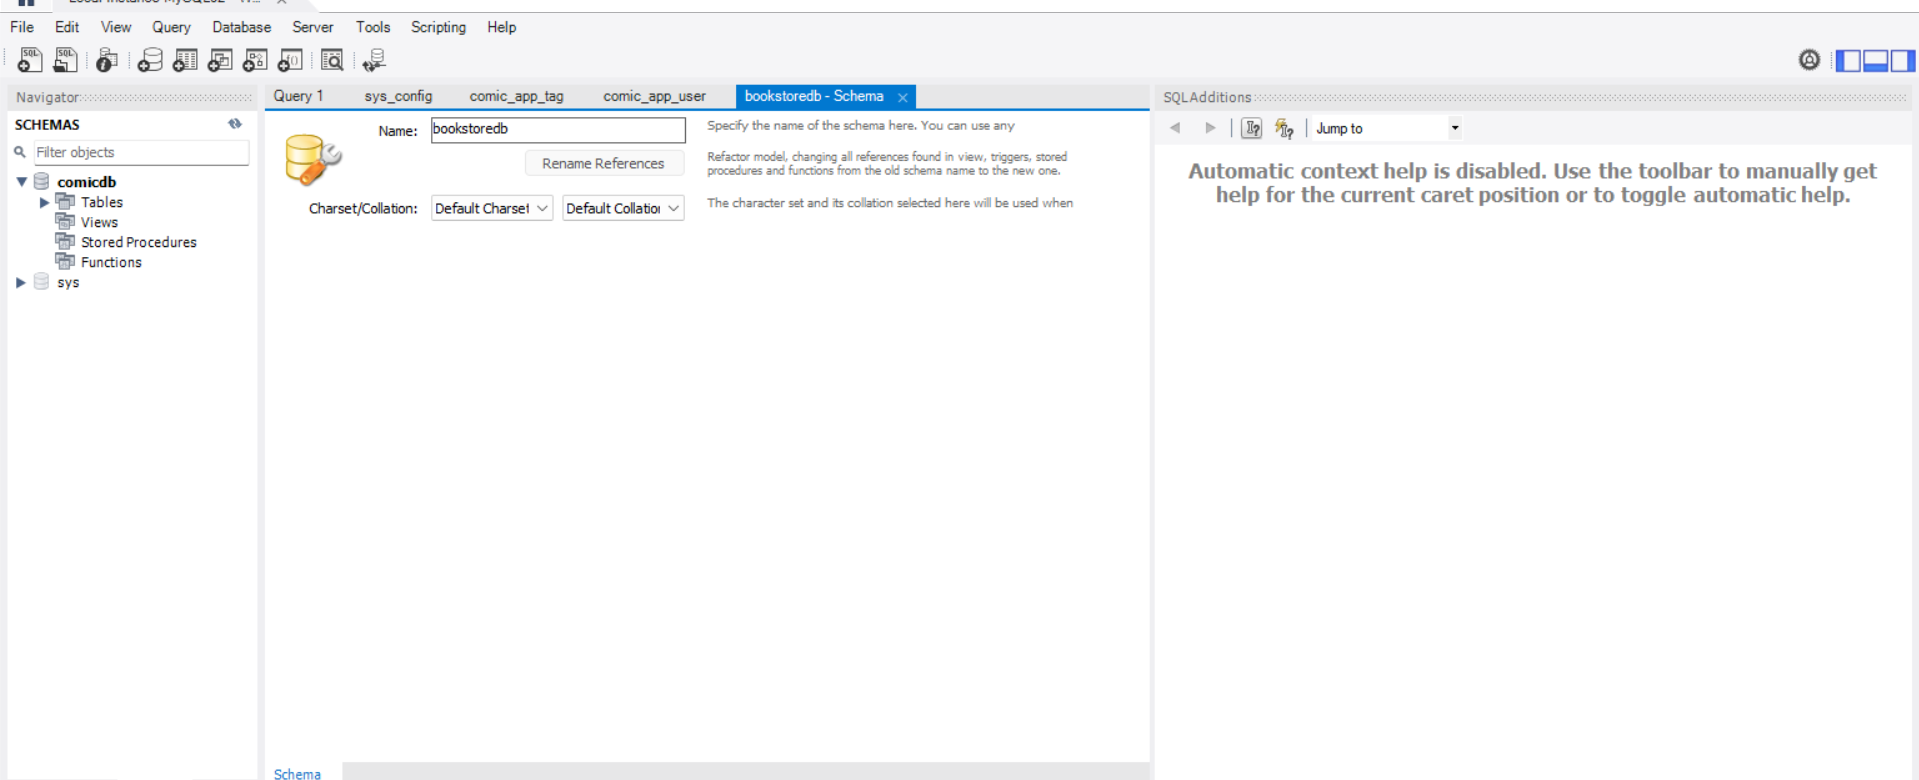 File Edit View Query Database Server Tools Scripting Help
Navigator
SCHEMAS
Filter objects
comicdb
Tables
Views
Stored Procedures
Functions
sys
Query 1 sys_config comic_app_tag comic_app_user bookstoredb - Schema
Name: bookstoredb
Specify the name of the schema here. You can use any
Rename References
Refactor model, changing all references found in view, triggers, stored
procedures and functions from the old schema name to the new one.
Charset/Collation: Default Charset Default Collation
The character set and its collation selected here will be used when
Schema
SQLAdditions
Jump to
Automatic context help is disabled. Use the toolbar to manually get
help for the current caret position or to toggle automatic help.